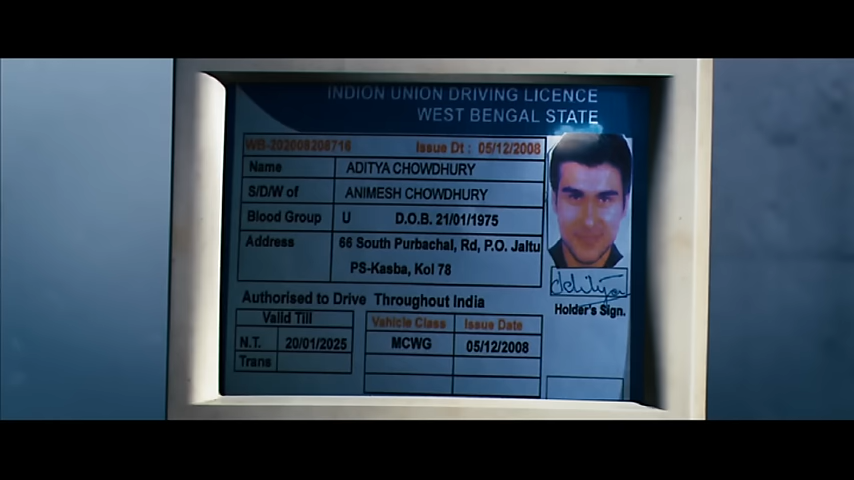 INDION UNION DRIVING LICENCE
WEST BENGAL STATE
WB-202008208716 Issue Dt : 05/12/2008
Name ADITYA CHOWDHURY
S/D/W of ANIMESH CHOWDHURY
Blood Group U D.O.B. 21/01/1975
Address 66 South Purbachal, Rd, P.O. Jaltu
PS-Kasba, Kol 78
Holder's Sign.
Authorised to Drive Throughout India
Valid Till
N.T. 20/01/2025
Trans
Vahicle Class Issue Date
MCWG 05/12/2008